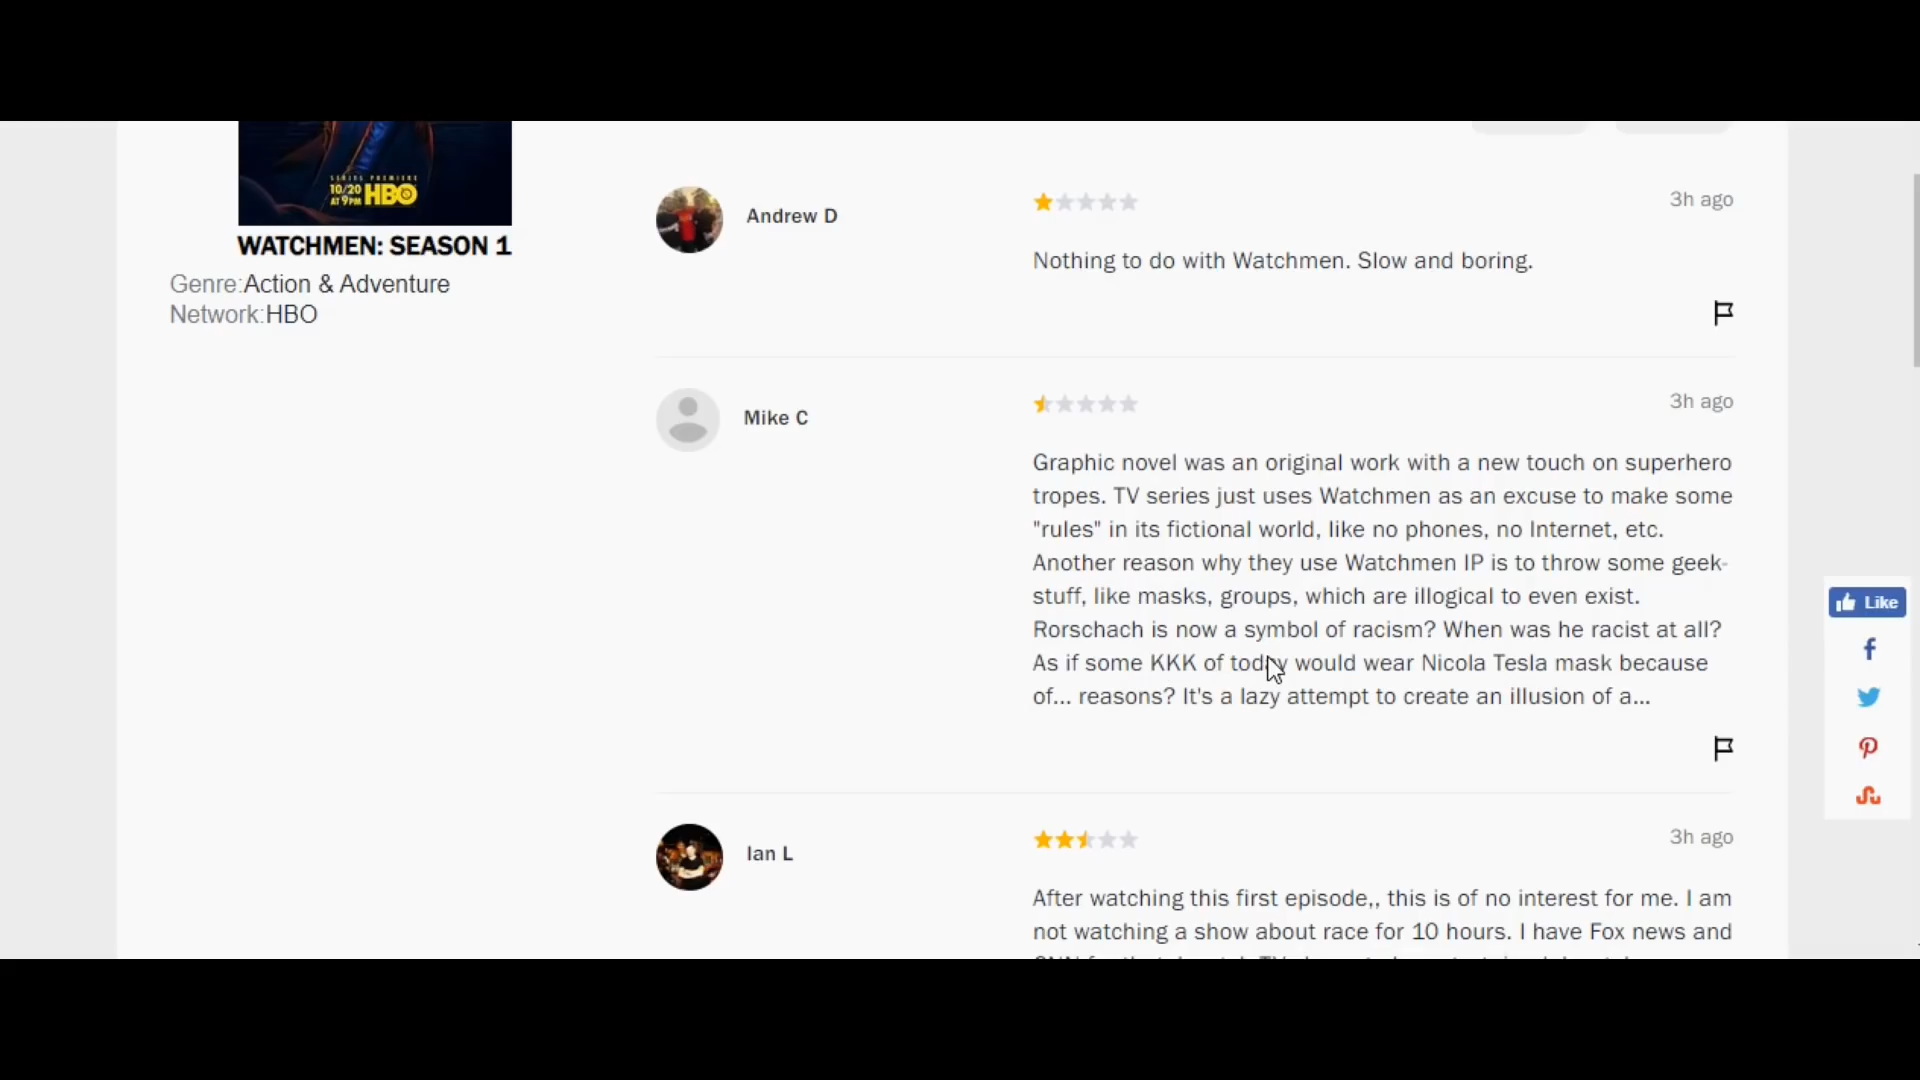 SERIES PREMIERE
10/20
AT 9PM HBO
WATCHMEN: SEASON 1
Genre:Action & Adventure
Network:HBO
Andrew D
3h ago
Nothing to do with Watchmen. Slow and boring.
Mike C
3h ago
Graphic novel was an original work with a new touch on superhero
tropes. TV series just uses Watchmen as an excuse to make some
"rules" in its fictional world, like no phones, no Internet, etc.
Another reason why they use Watchmen IP is to throw some geek-
stuff, like masks, groups, which are illogical to even exist.
Rorschach is now a symbol of racism? When was he racist at all?
As if some KKK of today would wear Nicola Tesla mask because
of... reasons? It's a lazy attempt to create an illusion of a...
Like
Ian L
3h ago
After watching this first episode,, this is of no interest for me. I am
not watching a show about race for 10 hours. I have Fox news and